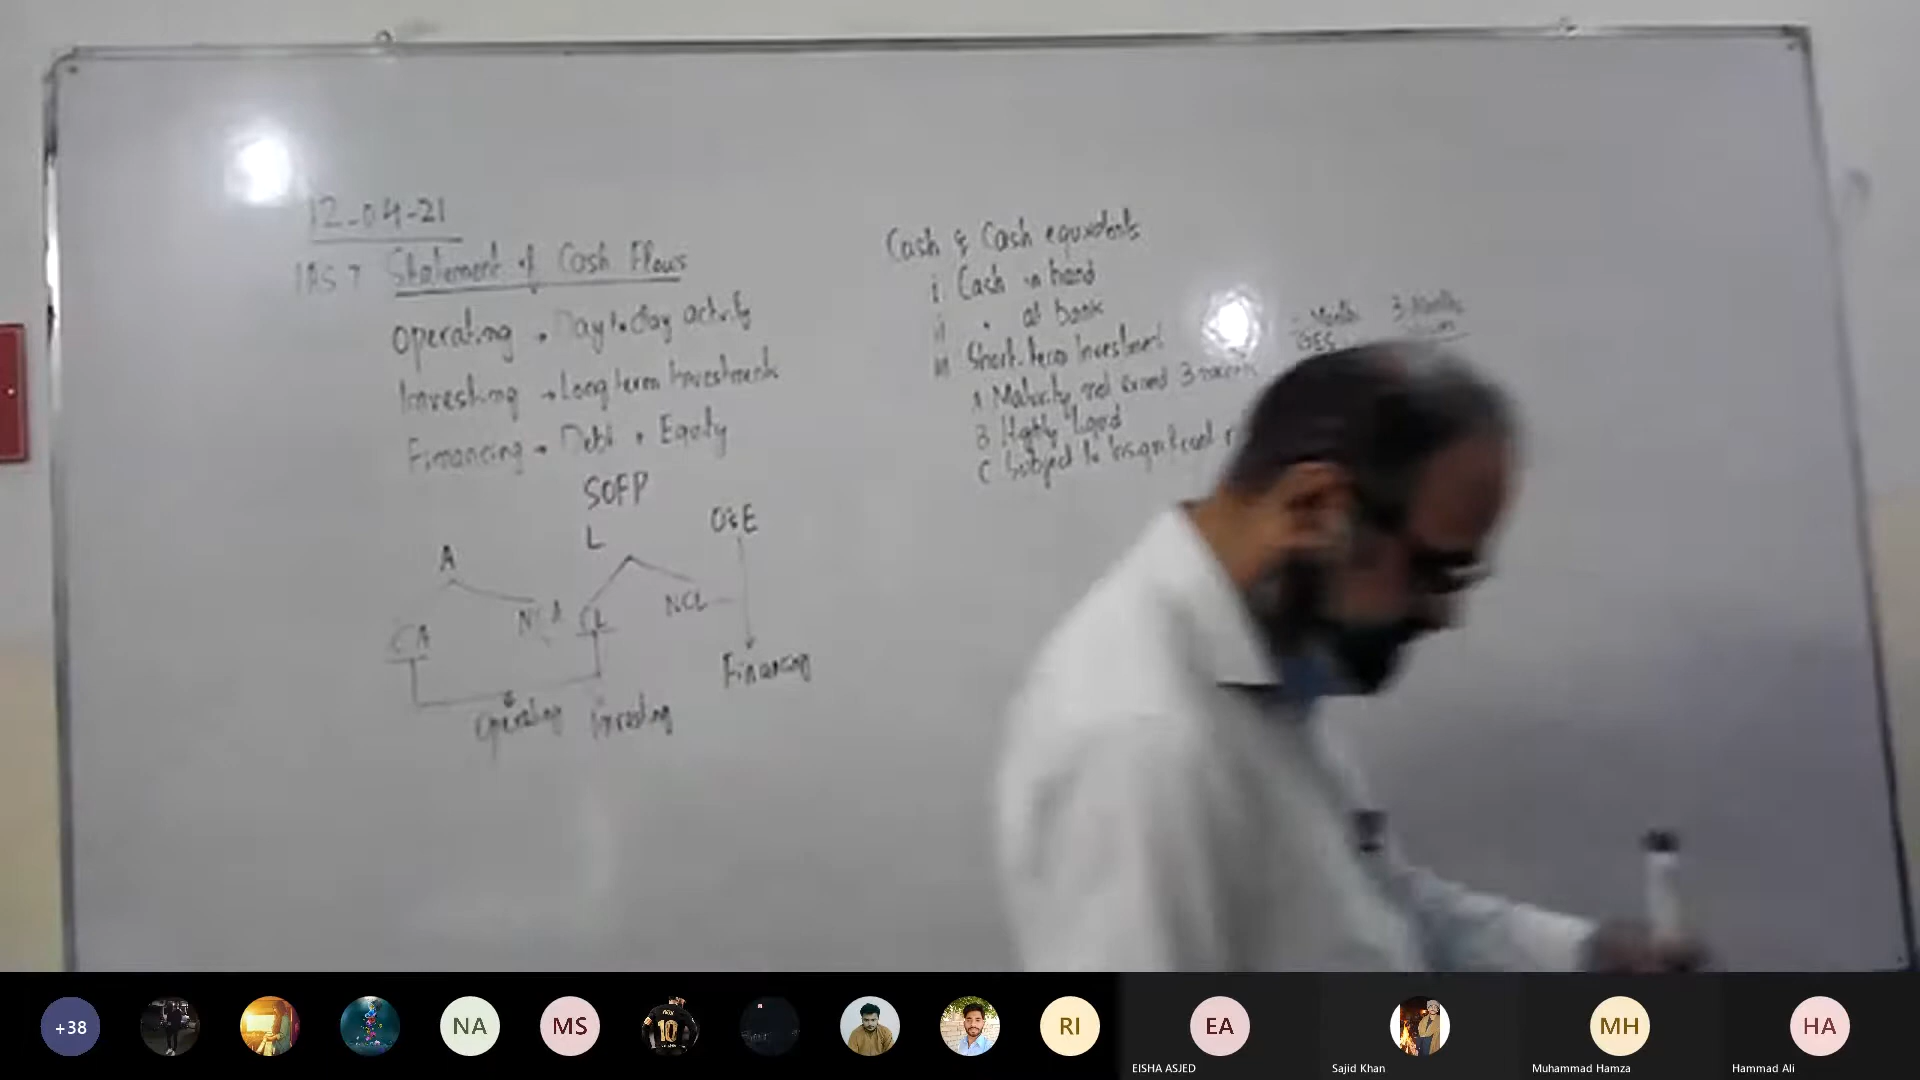 12-04-21
IAS 7 Statement of Cash Flows
Operating → Day to day activity
Investing → Long term Investments
Financing → Debt + Equity
SOFP
A
L
O's E
CA
NCA
CL
NCL
Operating
Investing
Financing
Cash & Cash equivalents
i Cash in hand
ii " at bank
iii Short term Investment
A Maturity not exceed 3 months
B Highly liquid
C Subject to insignificant
Month 3 Months
+38
NA
MS
10
RI
EA
MH
HA
EISHA ASJED
Sajid Khan
Muhammad Hamza
Hammad Ali